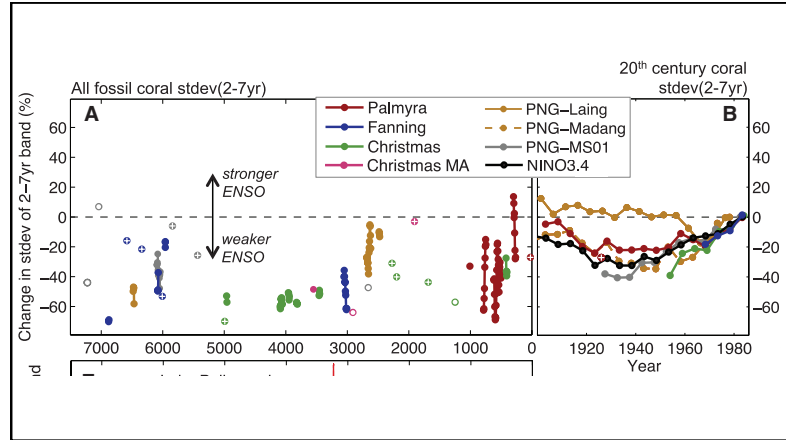 All fossil coral stdev(2-7yr)
20th century coral
stdev(2-7yr)
A
B
Palmyra
Fanning
Christmas
Christmas MA
PNG-Laing
PNG-Madang
PNG-MS01
NINO3.4
Change in stdev of 2-7yr band (%)
60
40
20
0
-20
-40
-60
stronger
ENSO
weaker
ENSO
60
40
20
0
-20
-40
-60
7000 6000 5000 4000 3000 2000 1000 0
1920 1940 1960 1980
Year